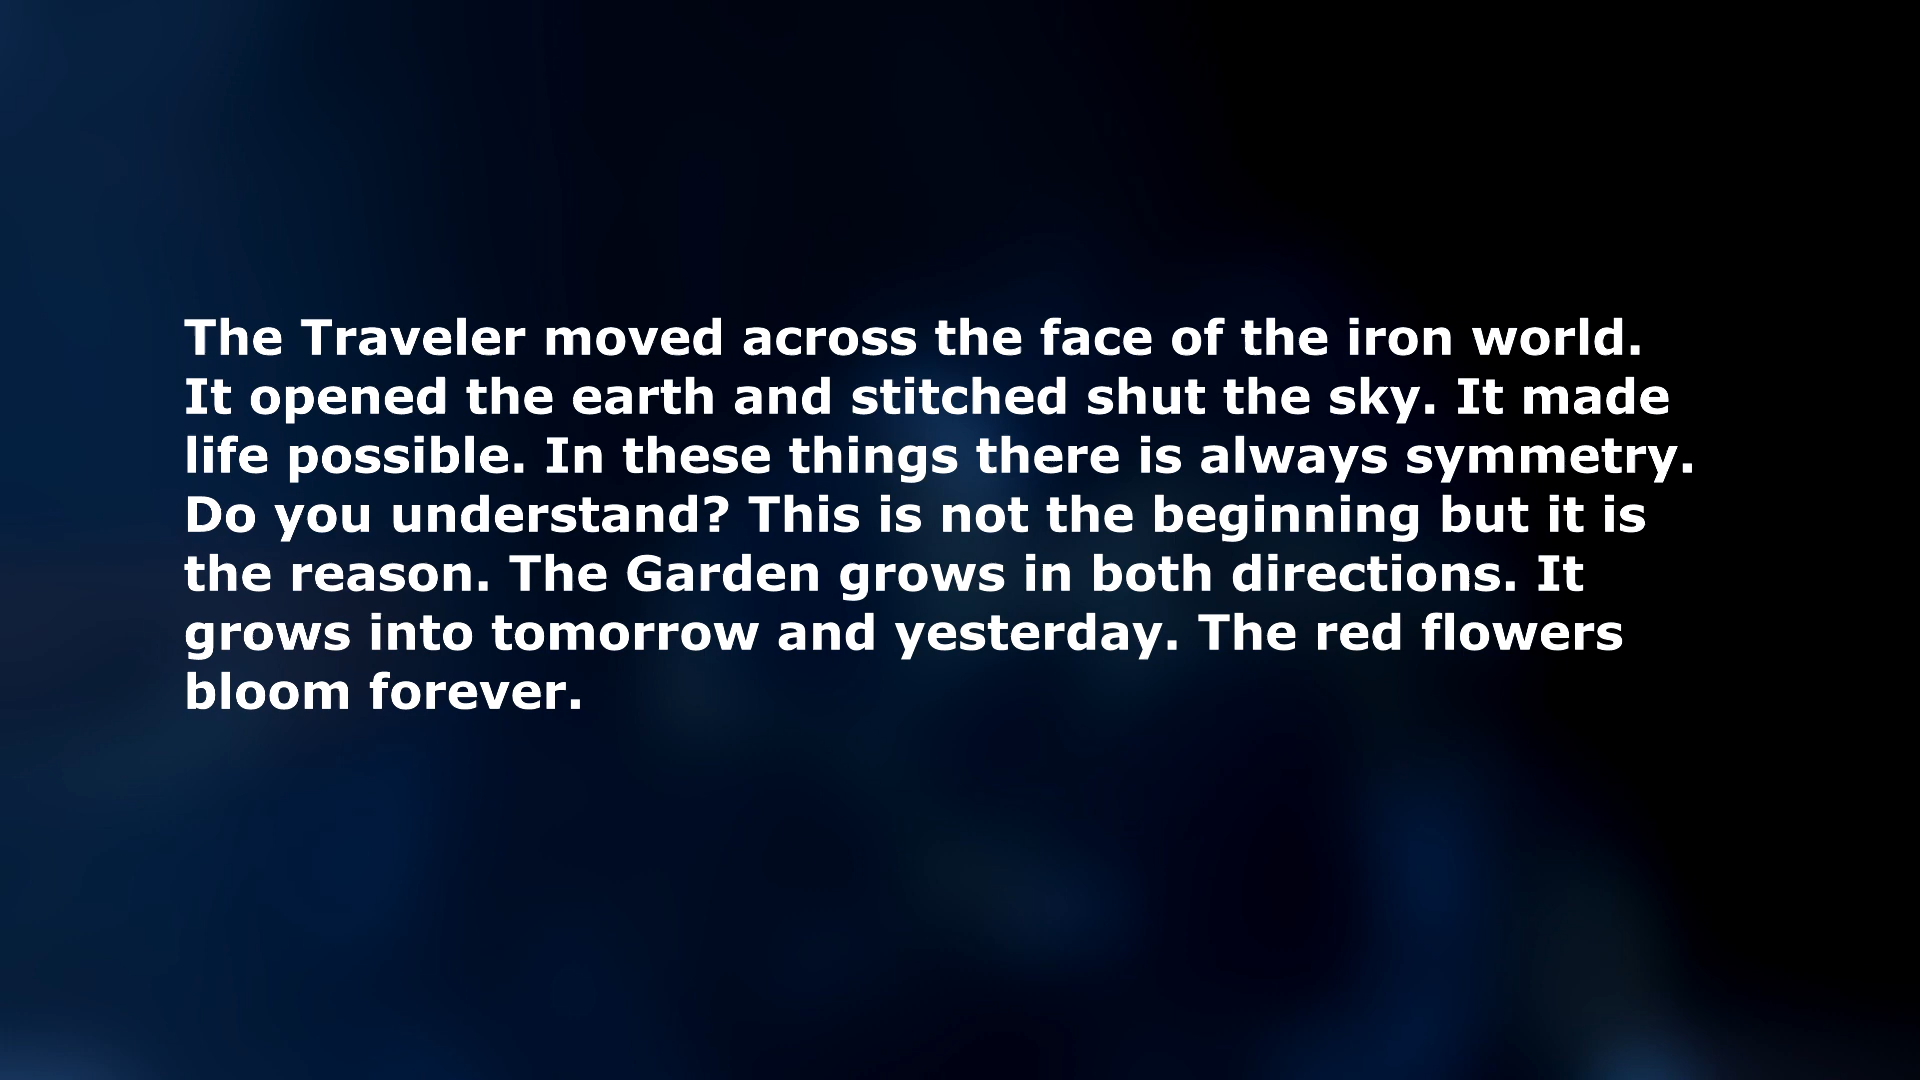 The Traveler moved across the face of the iron world.
It opened the earth and stitched shut the sky. It made
life possible. In these things there is always symmetry.
Do you understand? This is not the beginning but it is
the reason. The Garden grows in both directions. It
grows into tomorrow and yesterday. The red flowers
bloom forever.